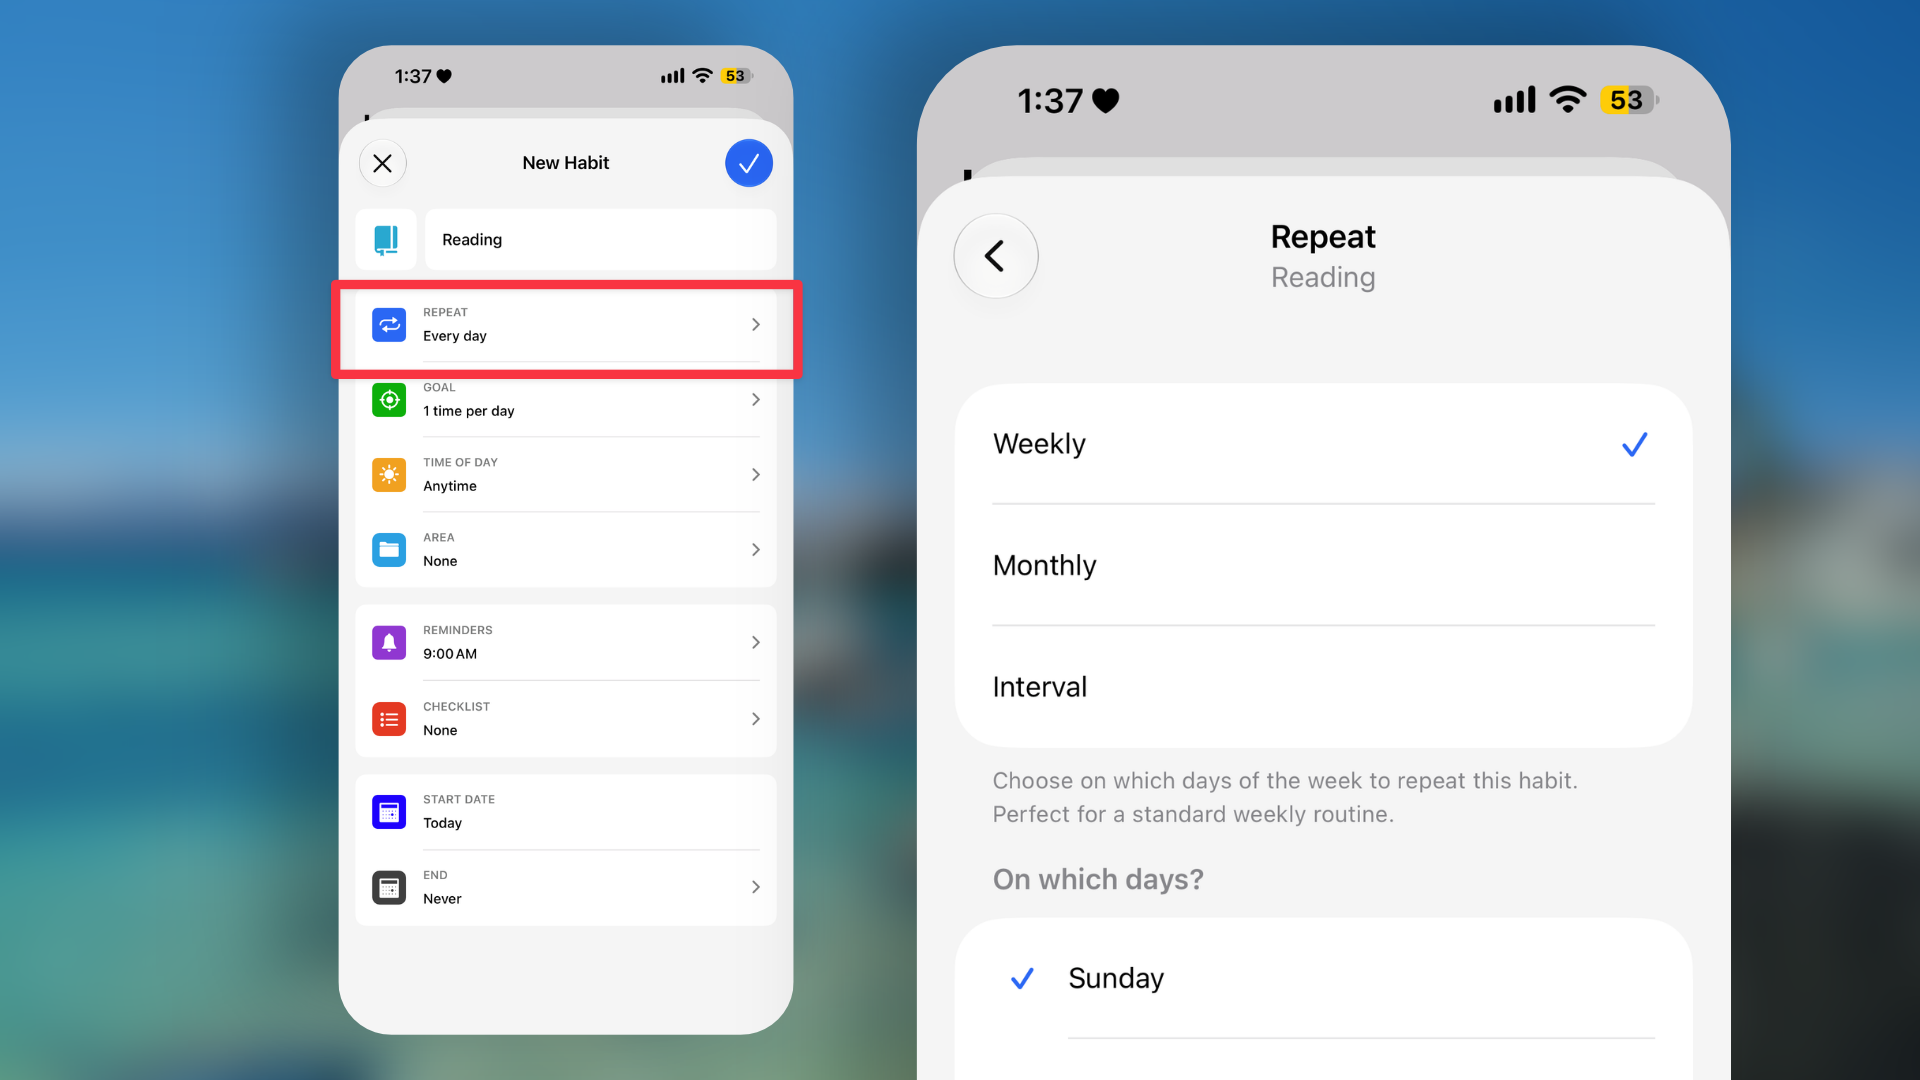 1:37
53
New Habit
Reading
REPEAT
Every day
GOAL
1 time per day
TIME OF DAY
Anytime
AREA
None
REMINDERS
9:00 AM
CHECKLIST
None
START DATE
Today
END
Never
1:37
53
Repeat
Reading
Weekly
Monthly
Interval
Choose on which days of the week to repeat this habit.
Perfect for a standard weekly routine.
On which days?
Sunday